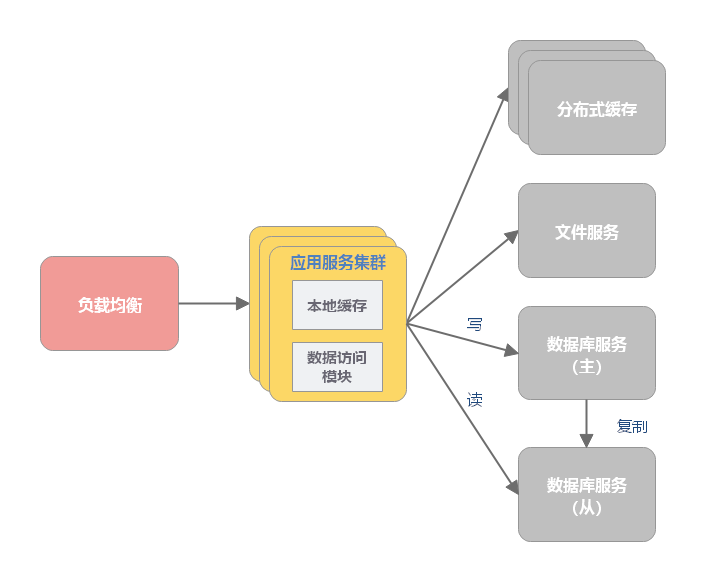 负载均衡
应用服务集群
本地缓存
数据访问
模块
写
读
分布式缓存
文件服务
数据库服务
（主）
复制
数据库服务
（从）